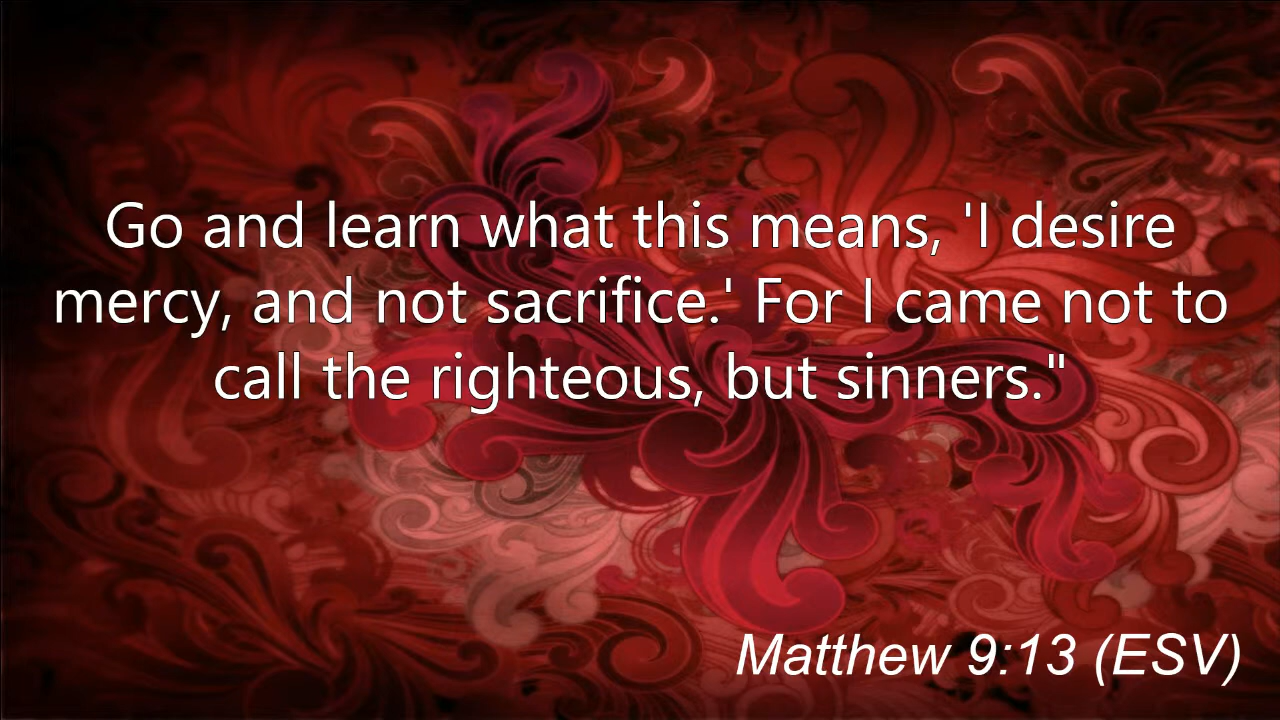 Go and learn what this means, 'I desire
mercy, and not sacrifice.' For I came not to
call the righteous, but sinners."
Matthew 9:13 (ESV)